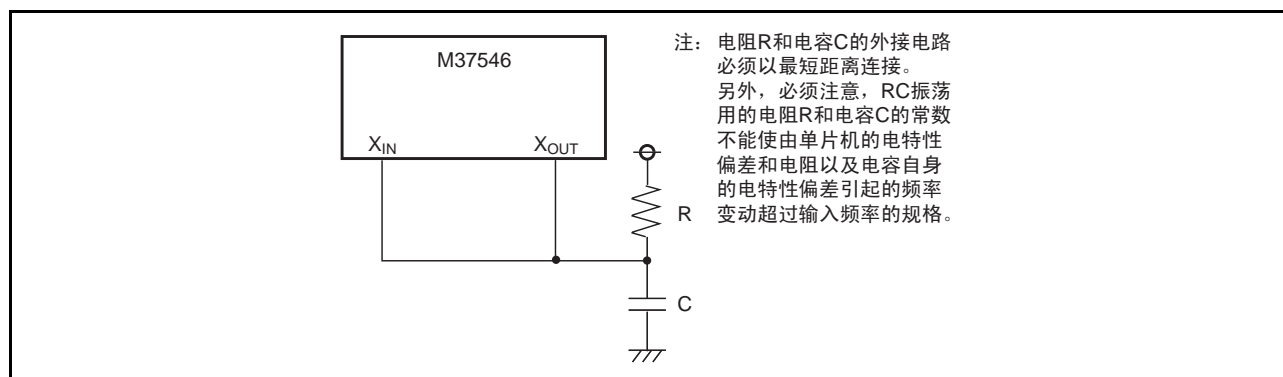 M37546
X_IN X_OUT
R
C
注：电阻R和电容C的外接电路
必须以最短距离连接。
另外，必须注意，RC振荡
用的电阻R和电容C的常数
不能使由单片机的电特性
偏差和电阻以及电容自身
的电特性偏差引起的频率
变动超过输入频率的规格。